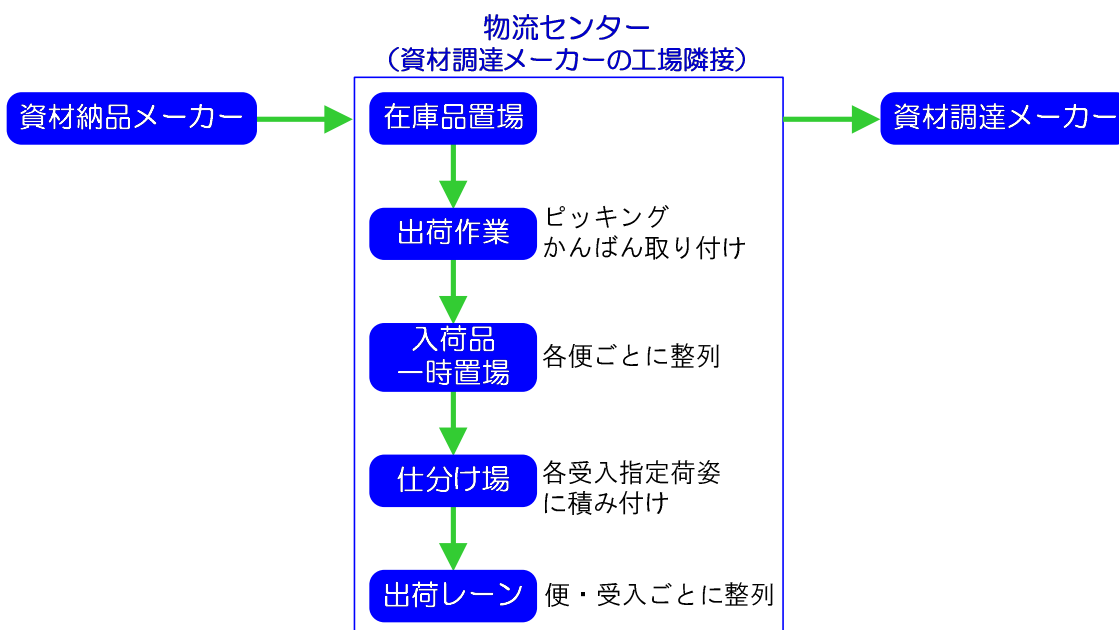 物流センター
（資材調達メーカーの工場隣接）
資材納品メーカー
在庫品置場
資材調達メーカー
出荷作業
ピッキング
かんばん取り付け
入荷品
一時置場
各便ごとに整列
仕分け場
各受入指定荷姿
に積み付け
出荷レーン
便・受入ごとに整列